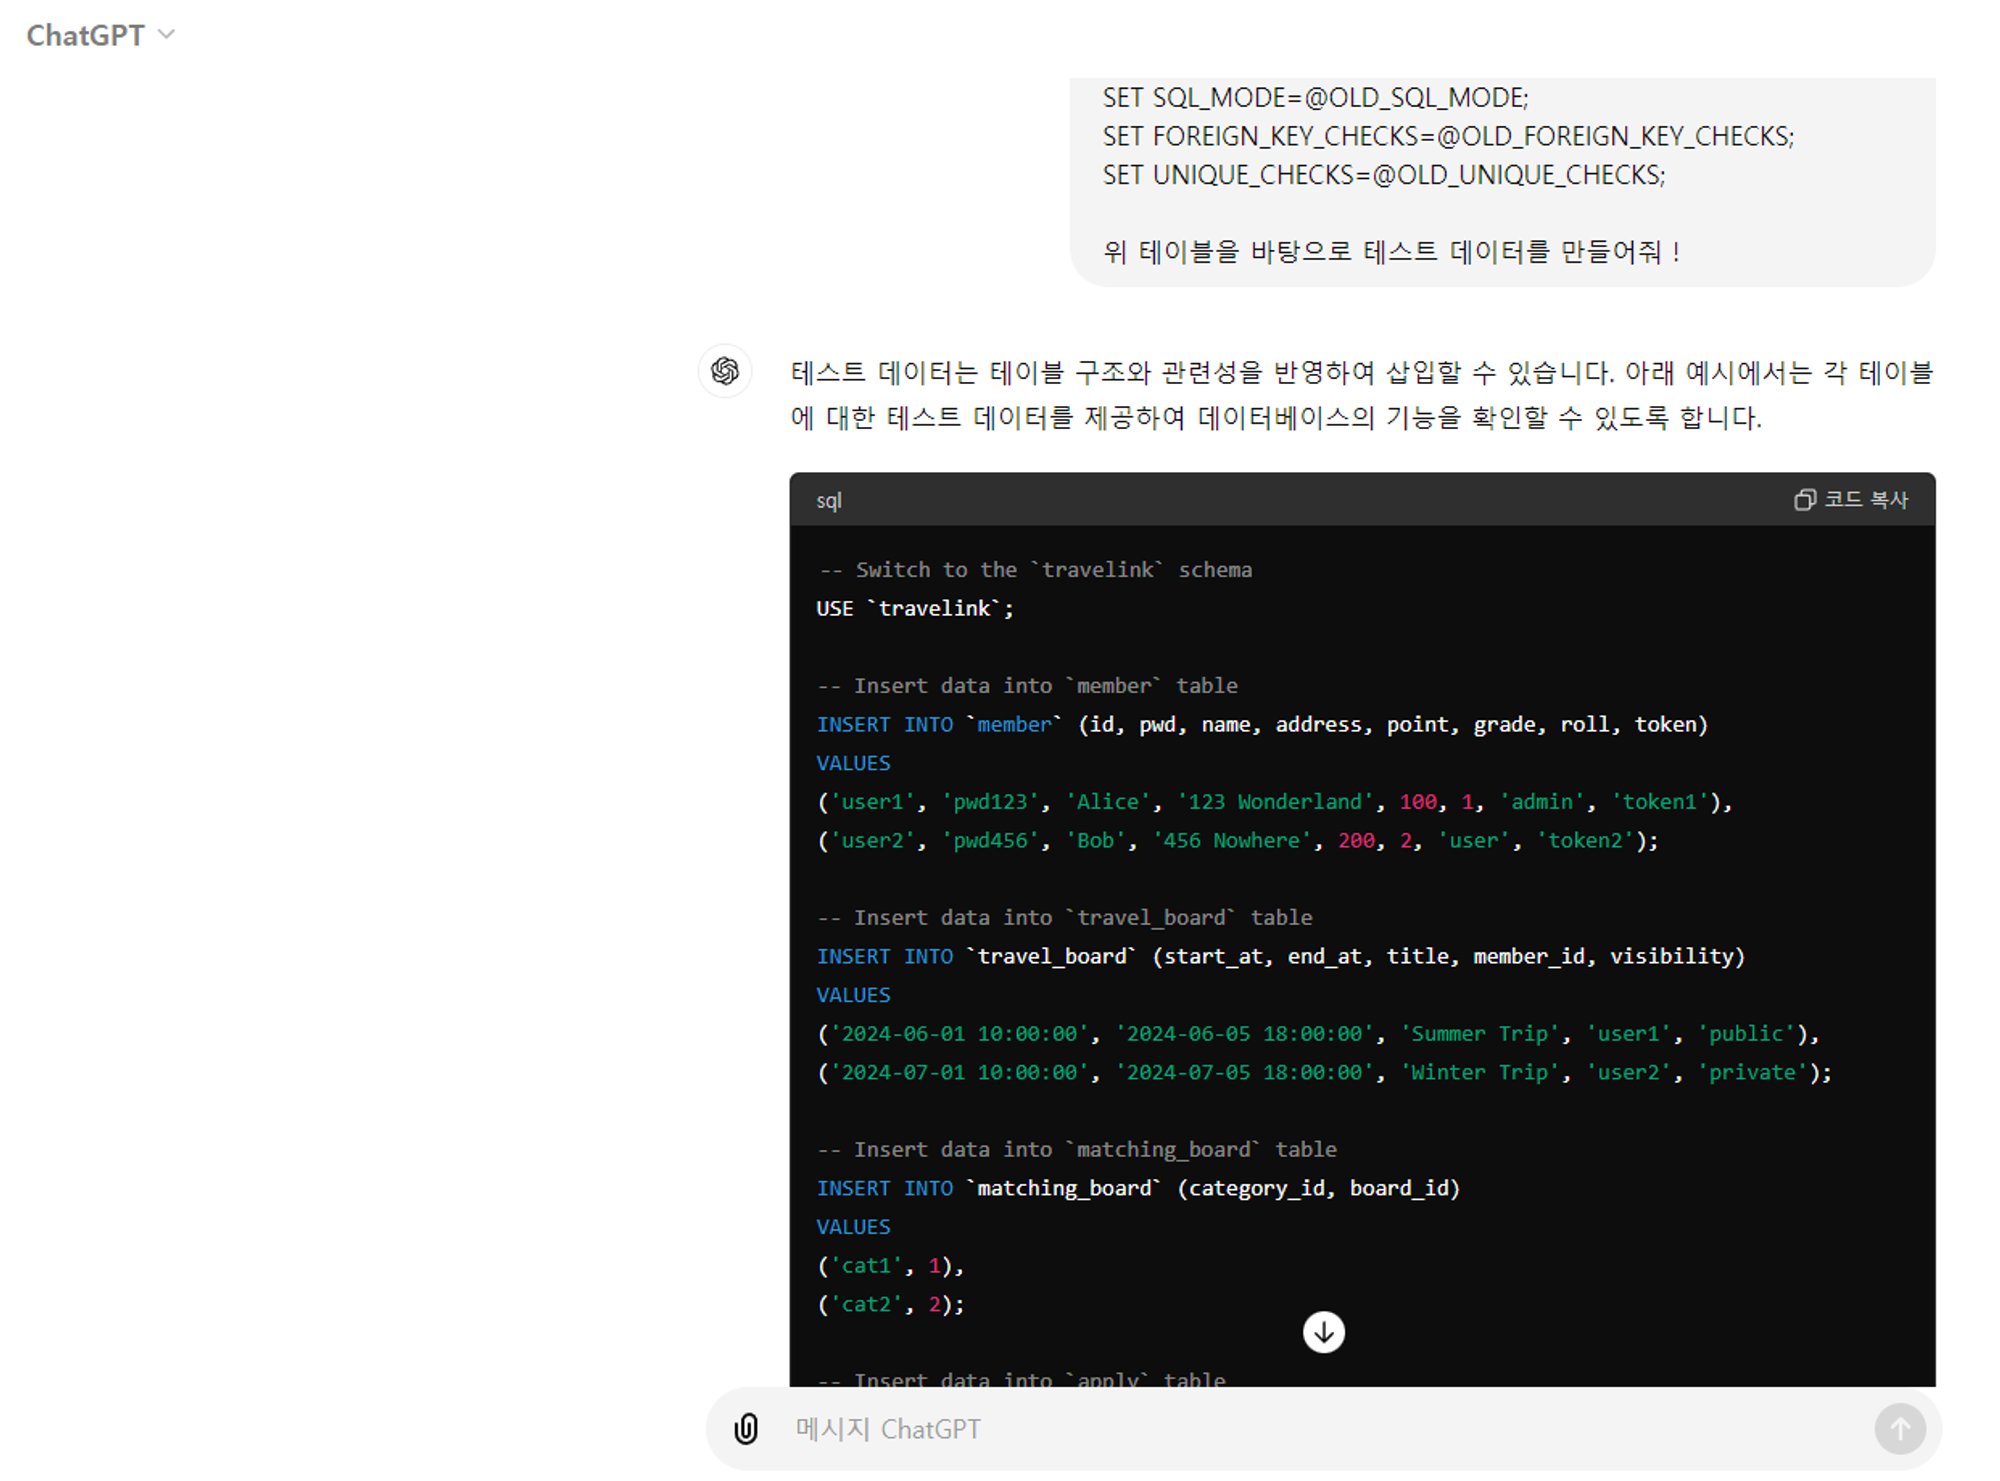 ChatGPT
SET SQL_MODE=@OLD_SQL_MODE;
SET FOREIGN_KEY_CHECKS=@OLD_FOREIGN_KEY_CHECKS;
SET UNIQUE_CHECKS=@OLD_UNIQUE_CHECKS;
위 테이블을 바탕으로 테스트 데이터를 만들어줘 !
테스트 데이터는 테이블 구조와 관련성을 반영하여 삽입할 수 있습니다. 아래 예시에서는 각 테이블
에 대한 테스트 데이터를 제공하여 데이터베이스의 기능을 확인할 수 있도록 합니다.
sql
코드 복사
-- Switch to the `travelink` schema
USE `travelink`;
-- Insert data into `member` table
INSERT INTO `member` (id, pwd, name, address, point, grade, roll, token)
VALUES
('user1', 'pwd123', 'Alice', '123 Wonderland', 100, 1, 'admin', 'token1'),
('user2', 'pwd456', 'Bob', '456 Nowhere', 200, 2, 'user', 'token2');
-- Insert data into `travel_board` table
INSERT INTO `travel_board` (start_at, end_at, title, member_id, visibility)
VALUES
('2024-06-01 10:00:00', '2024-06-05 18:00:00', 'Summer Trip', 'user1', 'public'),
('2024-07-01 10:00:00', '2024-07-05 18:00:00', 'Winter Trip', 'user2', 'private');
-- Insert data into `matching_board` table
INSERT INTO `matching_board` (category_id, board_id)
VALUES
('cat1', 1),
('cat2', 2);
-- Insert data into `apply` table
메시지 ChatGPT